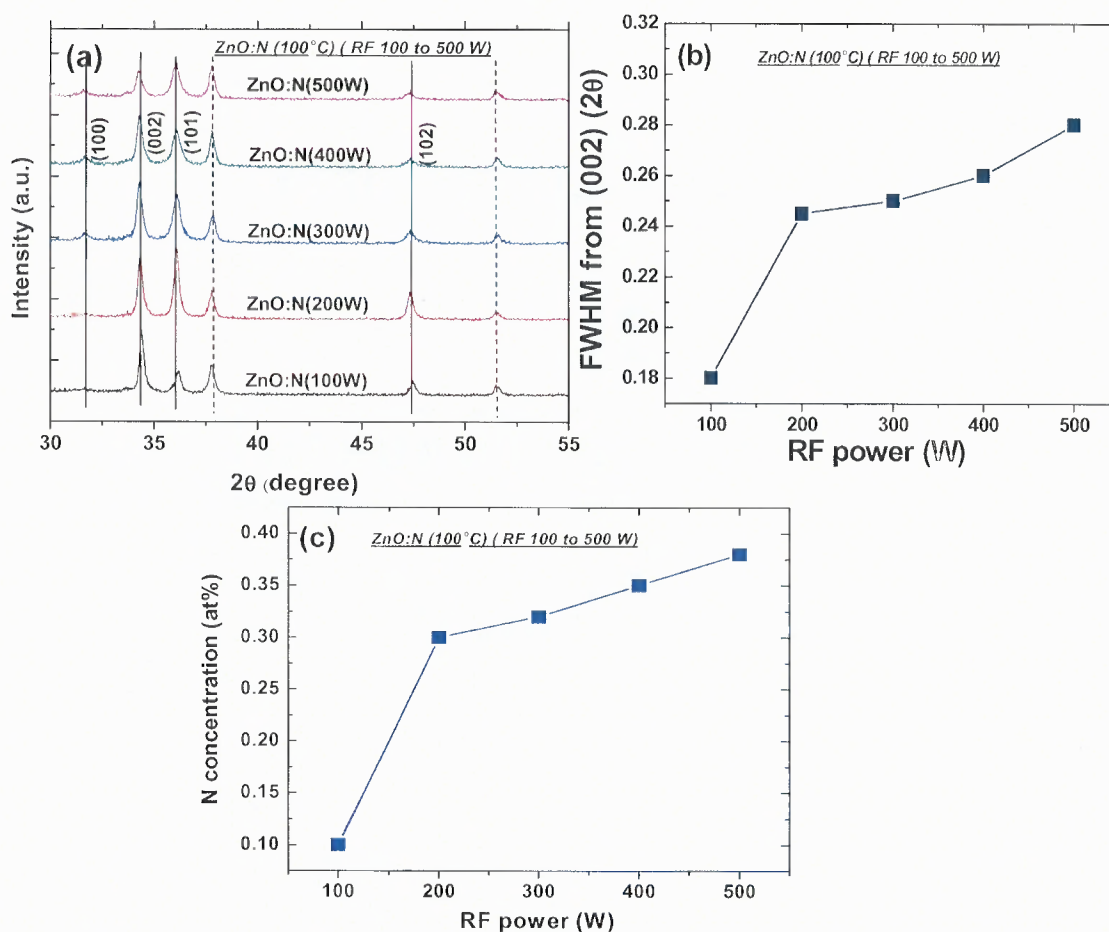 (a)
ZnO:N (100°C) ( RF 100 to 500 W)
ZnO:N(500W)
(100)
(002)
(101)
(102)
ZnO:N(400W)
ZnO:N(300W)
ZnO:N(200W)
ZnO:N(100W)
Intensity (a.u.)
30 35 40 45 50 55
2θ (degree)
(b)
ZnO:N (100°C) ( RF 100 to 500 W)
FWHM from (002) (2θ)
0.32
0.30
0.28
0.26
0.24
0.22
0.20
0.18
100 200 300 400 500
RF power (W)
(c)
ZnO:N (100°C) ( RF 100 to 500 W)
N concentration (at%)
0.40
0.35
0.30
0.25
0.20
0.15
0.10
100 200 300 400 500
RF power (W)